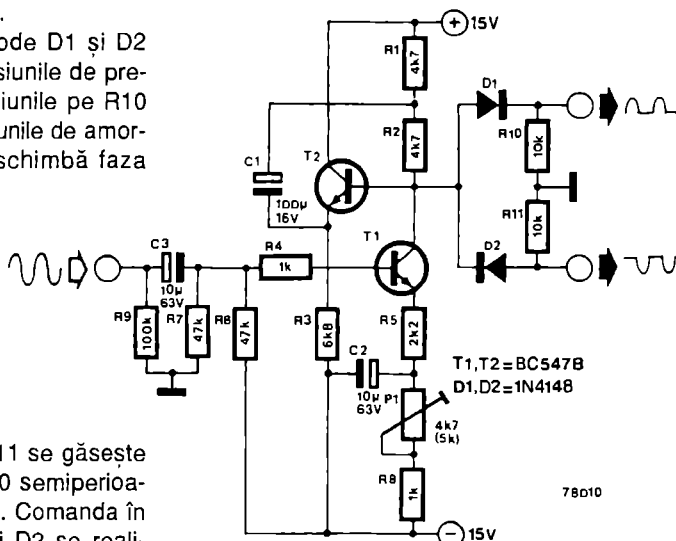 ode D1 și D2
siunile de pre-
iunile pe R10
unile de amor-
schimbă faza
11 se găsește
0 semiperioa-
. Comanda în
i D2 se reali-
+ 15V
R1
4k7
R2
4k7
C1
100µ
16V
T2
D1
R10
10k
R11
10k
D2
T1
C3
10µ
63V
R4
1k
R9
100k
R7
47k
R6
47k
R3
6k8
R5
2k2
C2
10µ
63V
P1
4k7
(5k)
R8
1k
T1,T2=BC547B
D1,D2=1N4148
78010
− 15V